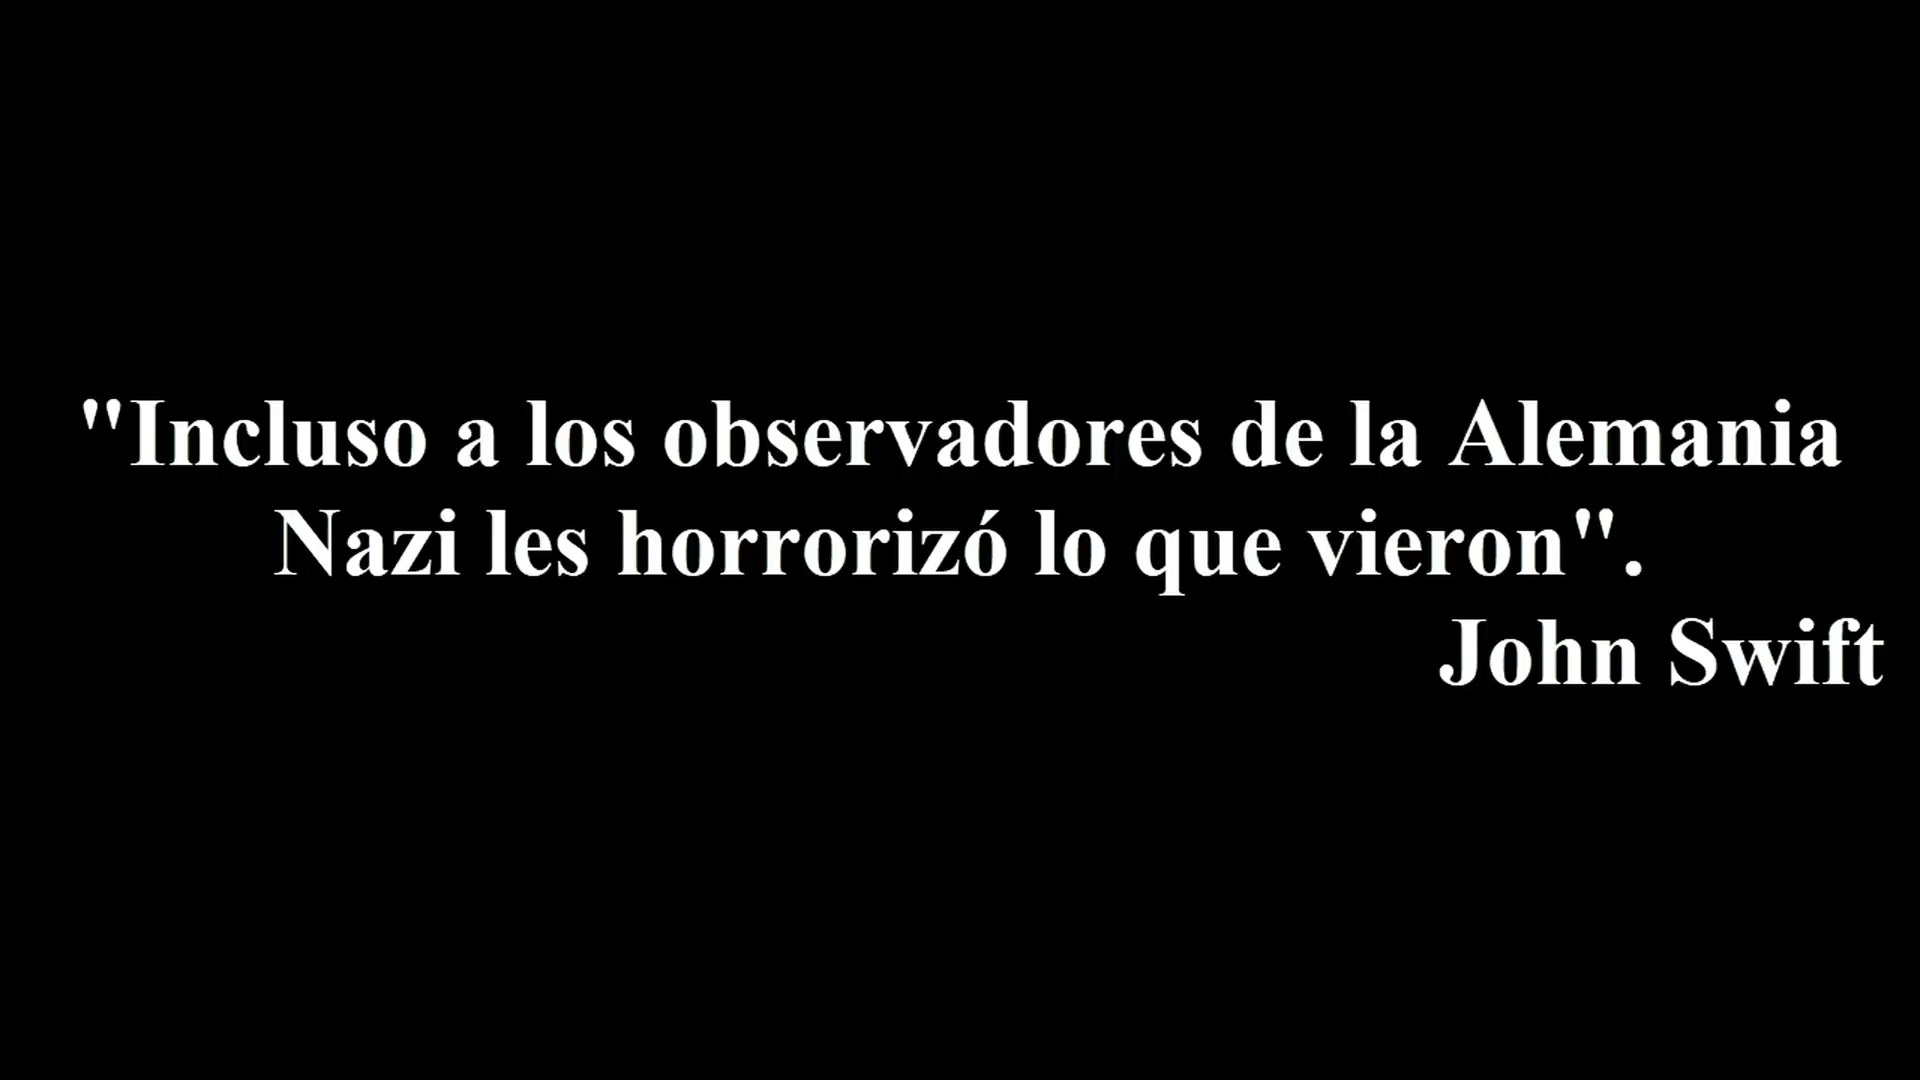 "Incluso a los observadores de la Alemania
Nazi les horrorizó lo que vieron".
John Swift